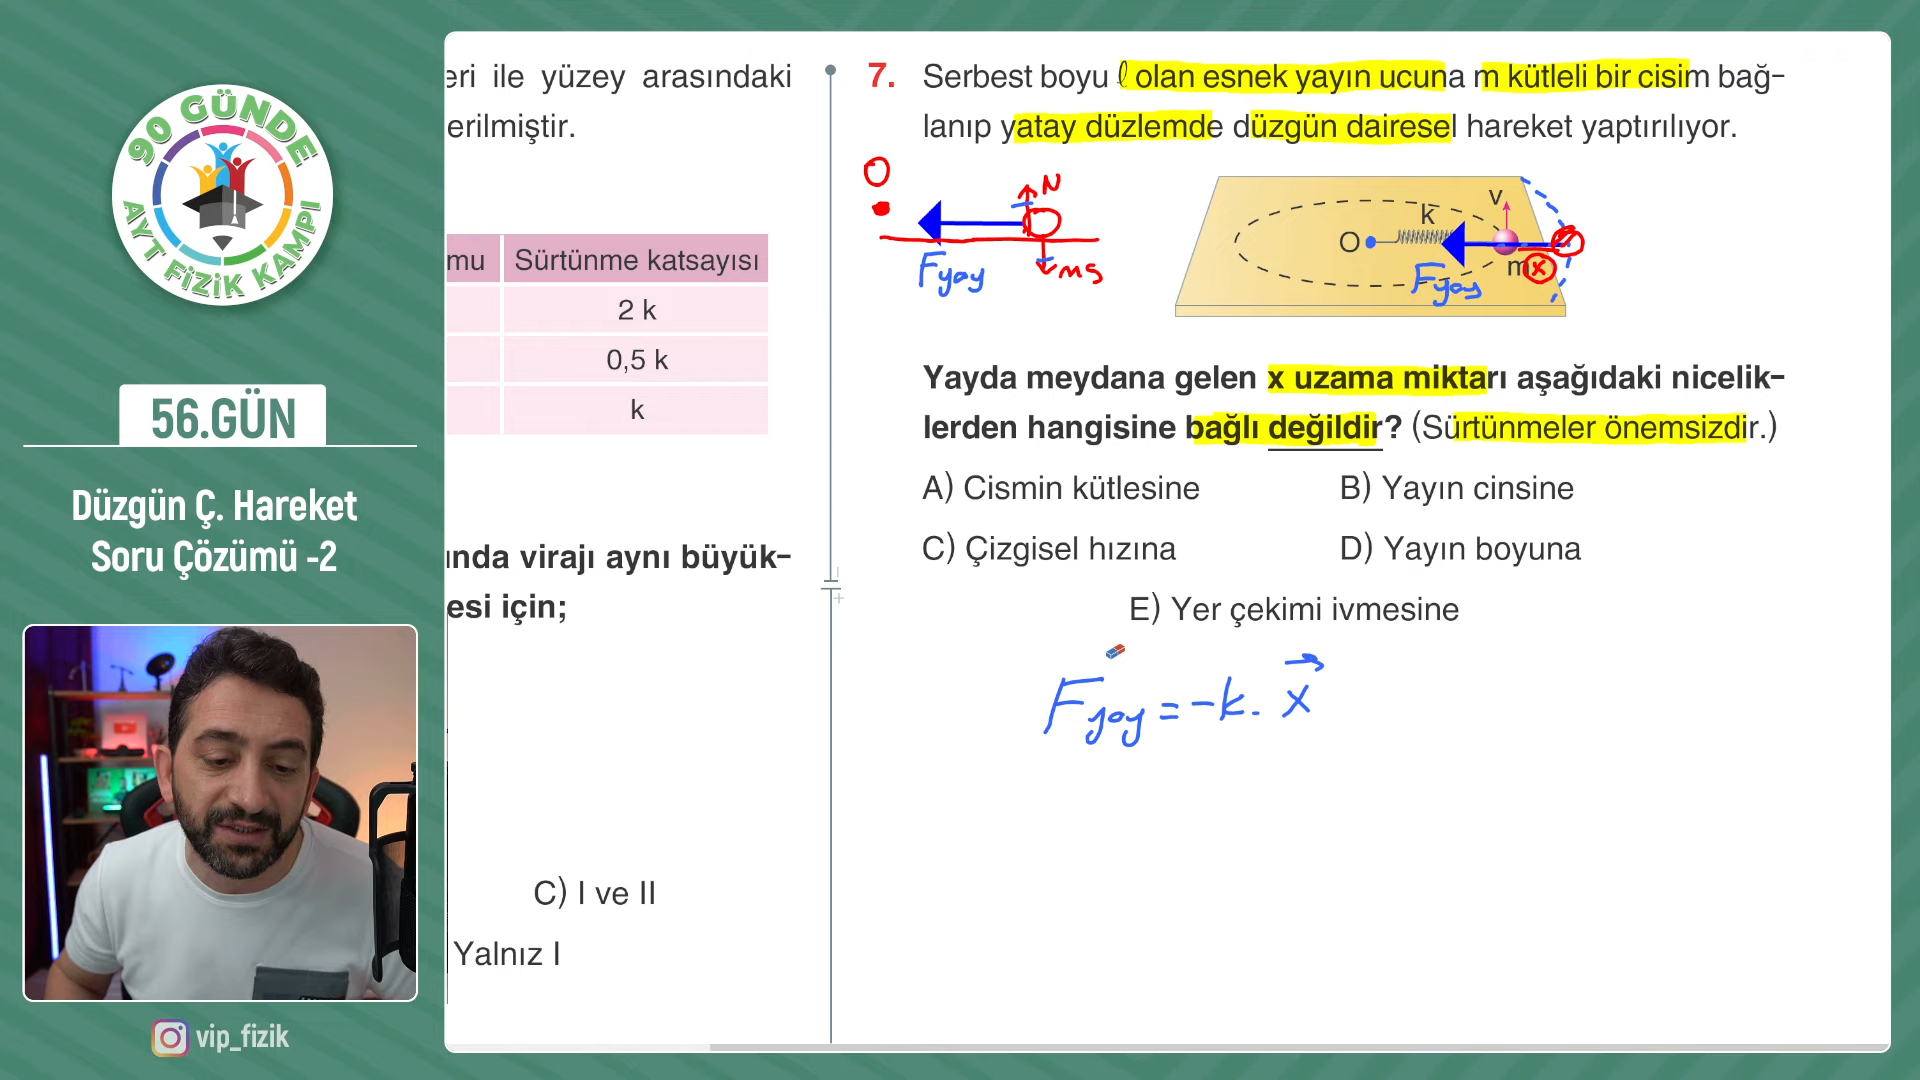 90 GÜNDE
AYT FİZİK KAMPI
56.GÜN
Düzgün Ç. Hareket
Soru Çözümü -2
vip_fizik
eri ile yüzey arasındaki
erilmiştir.
mu Sürtünme katsayısı
2 k
0,5 k
k
nda virajı aynı büyük-
esi için;
C) I ve II
Yalnız I
7. Serbest boyu ℓ olan esnek yayın ucuna m kütleli bir cisim bağ-
lanıp yatay düzlemde düzgün dairesel hareket yaptırılıyor.
O
N
Fyay
mg
v
k
O
m
x
Fyay
Yayda meydana gelen x uzama miktarı aşağıdaki nicelik-
lerden hangisine bağlı değildir? (Sürtünmeler önemsizdir.)
A) Cismin kütlesine B) Yayın cinsine
C) Çizgisel hızına D) Yayın boyuna
E) Yer çekimi ivmesine
Fyay = -k. x